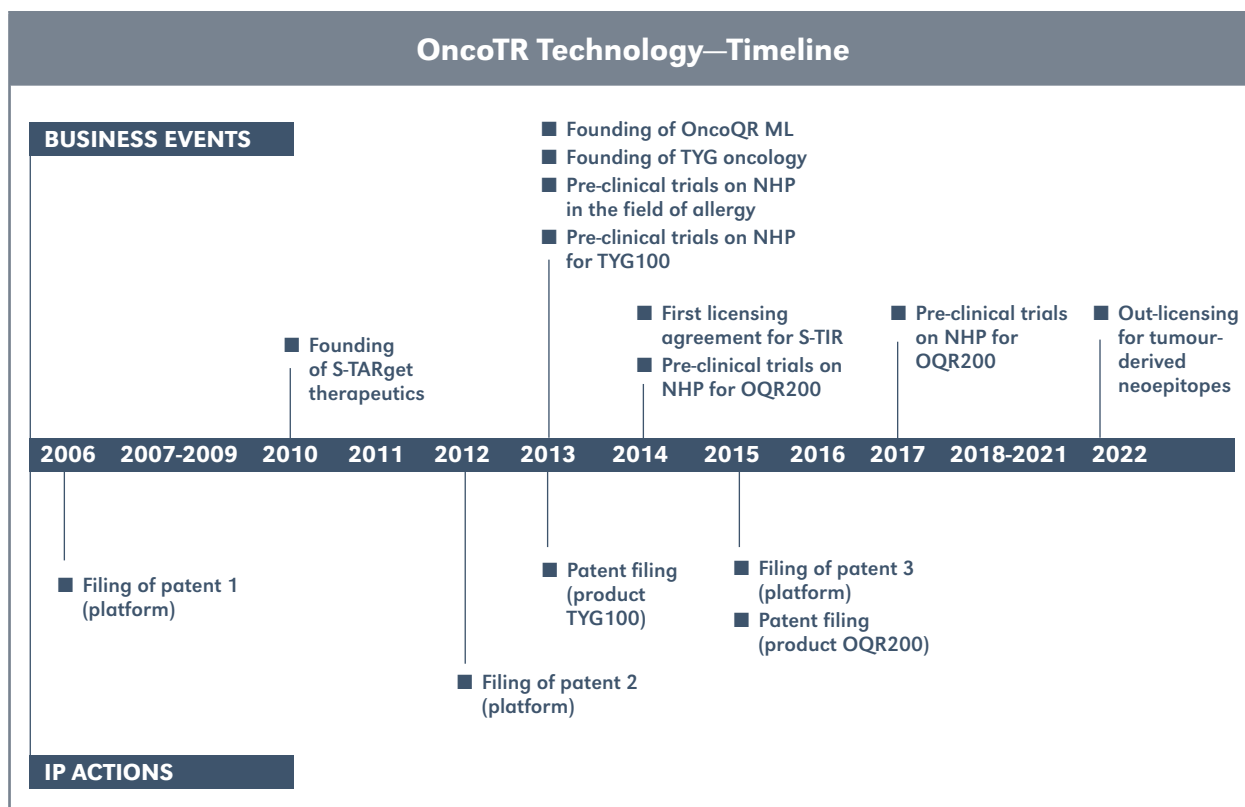 OncoTR Technology—Timeline
BUSINESS EVENTS
■ Founding of OncoQR ML
■ Founding of TYG oncology
■ Pre-clinical trials on NHP
in the field of allergy
■ Pre-clinical trials on NHP
for TYG100
■ Founding
of S-TARget
therapeutics
■ First licensing
agreement for S-TIR
■ Pre-clinical trials on
NHP for OQR200
■ Pre-clinical trials
on NHP for
OQR200
■ Out-licensing
for tumour-
derived
neoepitopes
2006 2007-2009 2010 2011 2012 2013 2014 2015 2016 2017 2018-2021 2022
■ Filing of patent 1
(platform)
■ Filing of patent 2
(platform)
■ Patent filing
(product
TYG100)
■ Filing of patent 3
(platform)
■ Patent filing
(product OQR200)
IP ACTIONS